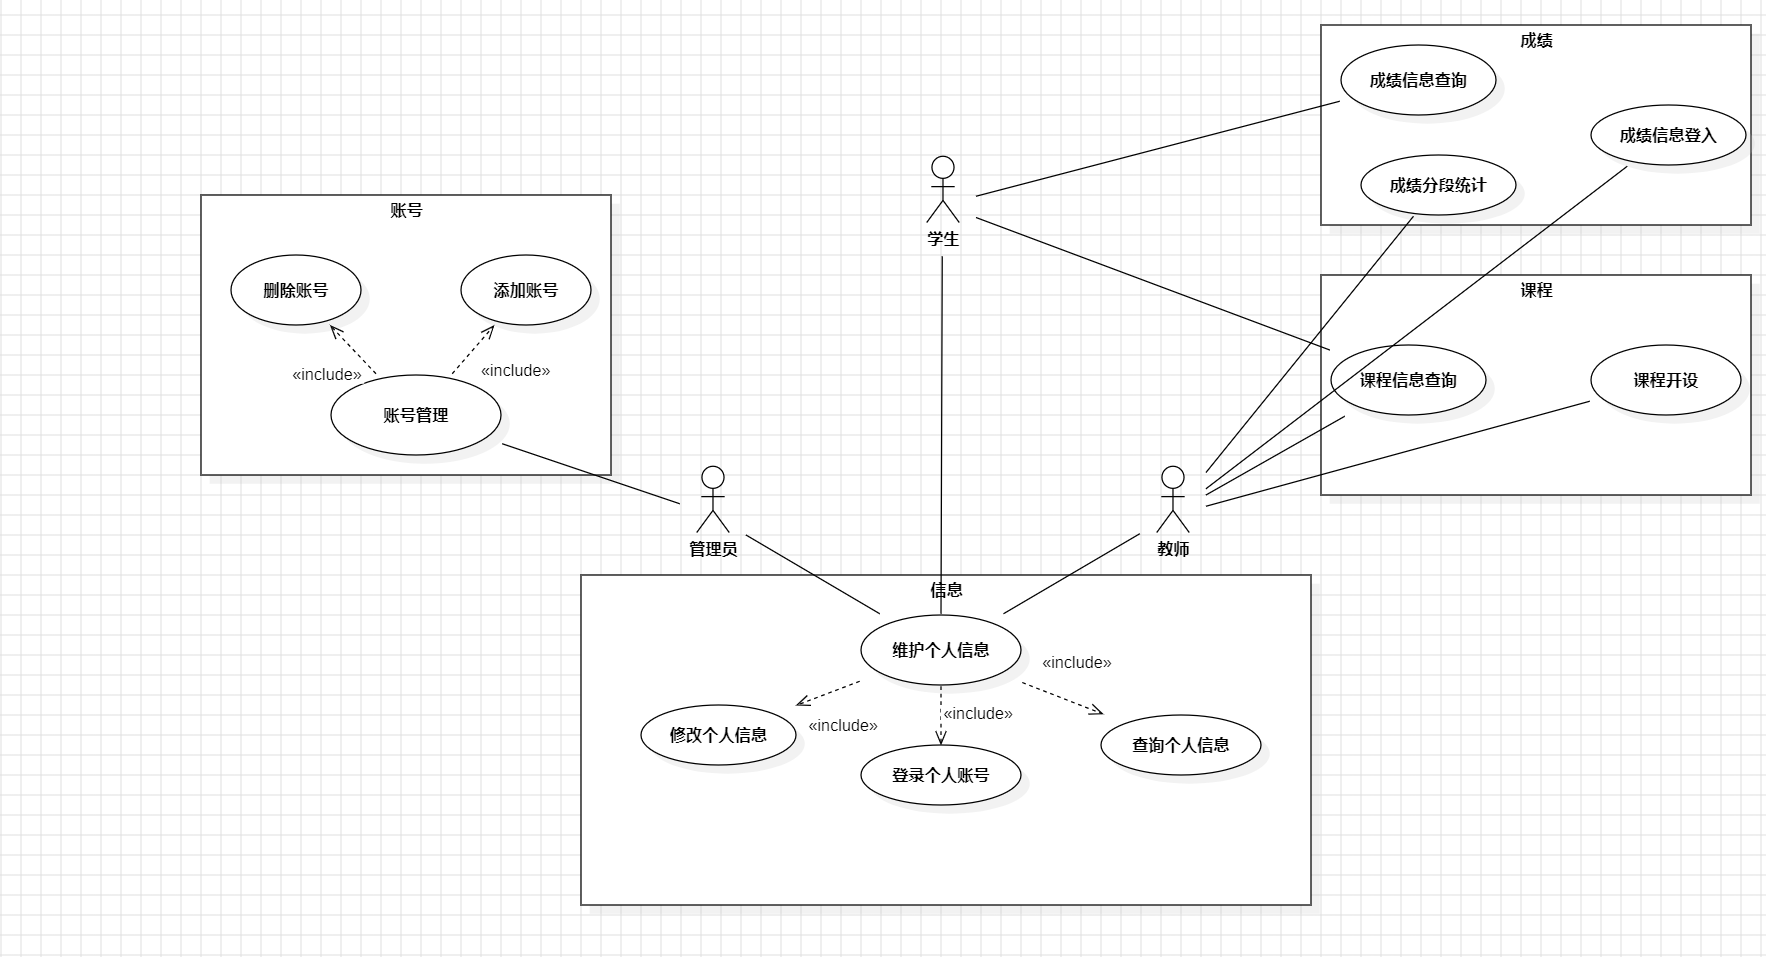 成绩
成绩信息查询
成绩信息登入
成绩分段统计
学生
账号
删除账号
添加账号
«include»
«include»
账号管理
课程
课程信息查询
课程开设
管理员
教师
信息
维护个人信息
«include»
«include»
«include»
修改个人信息
登录个人账号
查询个人信息